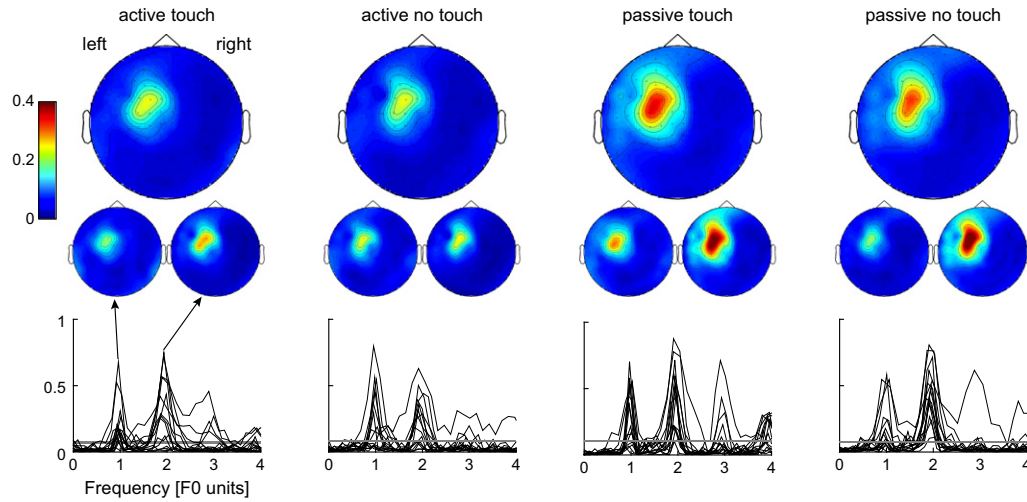 active touch active no touch passive touch passive no touch
left right
0.4
0.2
0
1
0.5
0
0 1 2 3 4 0 1 2 3 4 0 1 2 3 4 0 1 2 3 4
Frequency [F0 units]